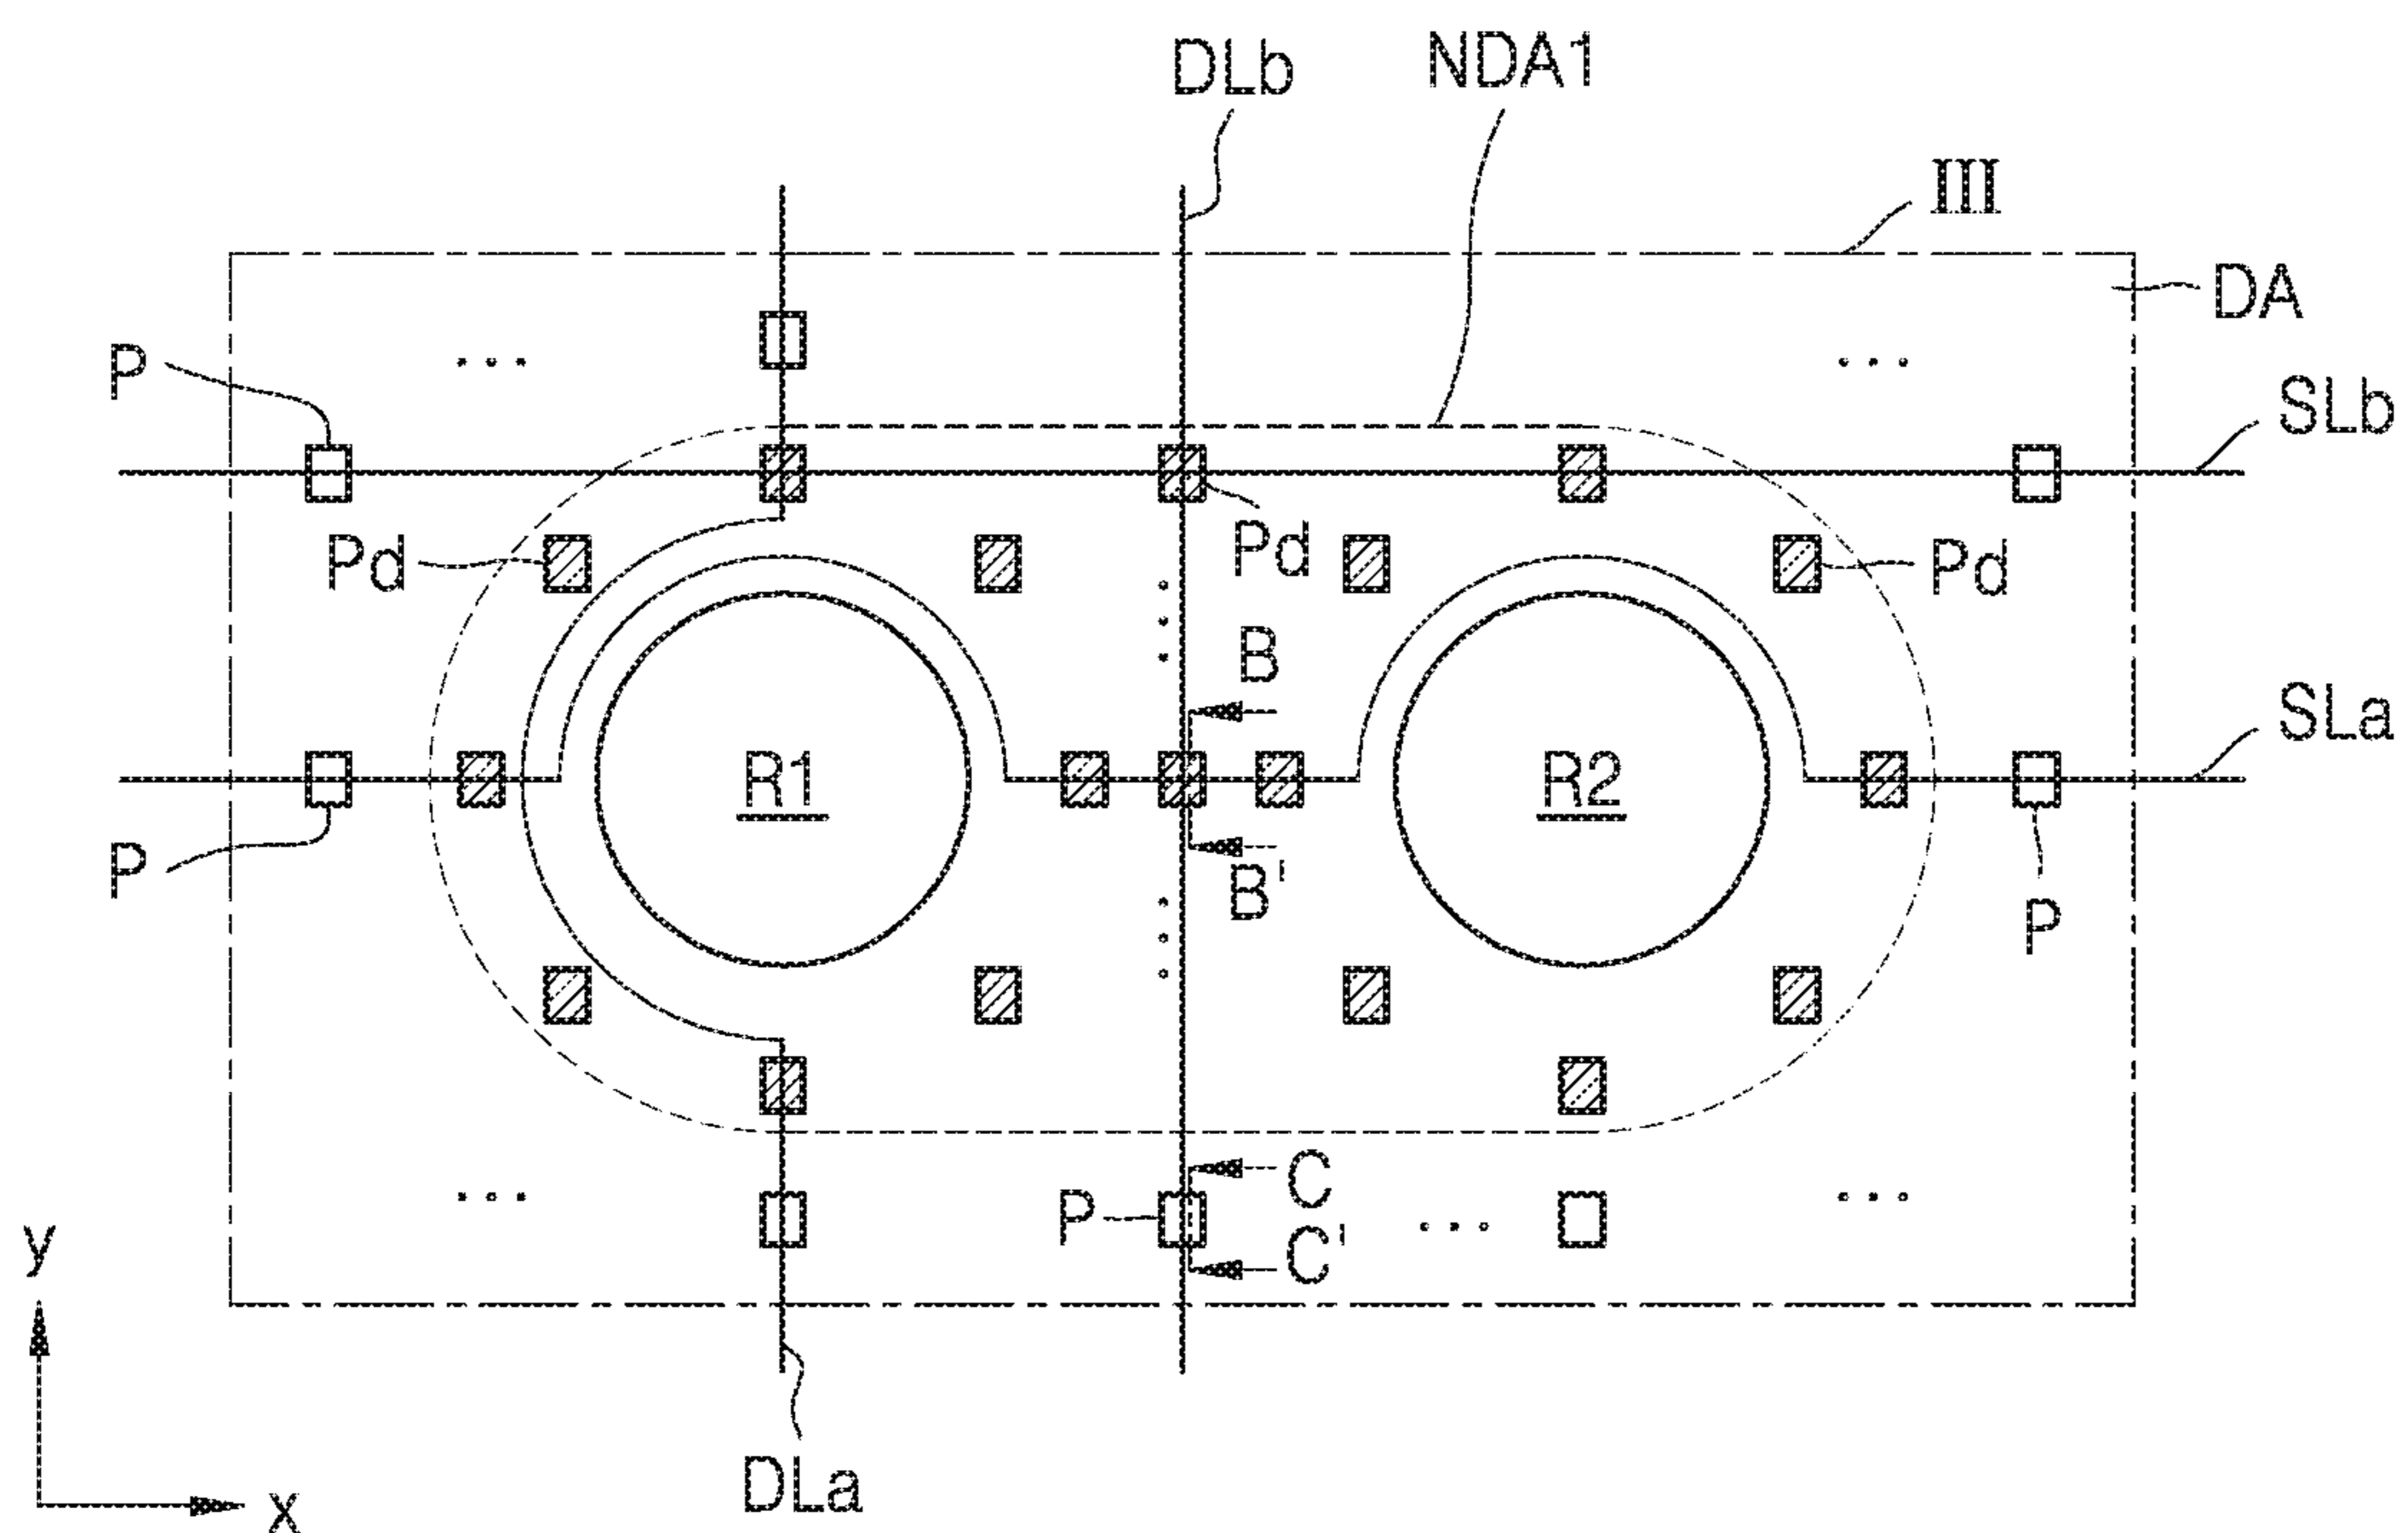 DLb
NDA1
III
DA
P
...
...
SLb
Pd
Pd
Pd
B
SLa
R1
R2
P
B'
P
C
P
...
...
...
C'
y
DLa
x